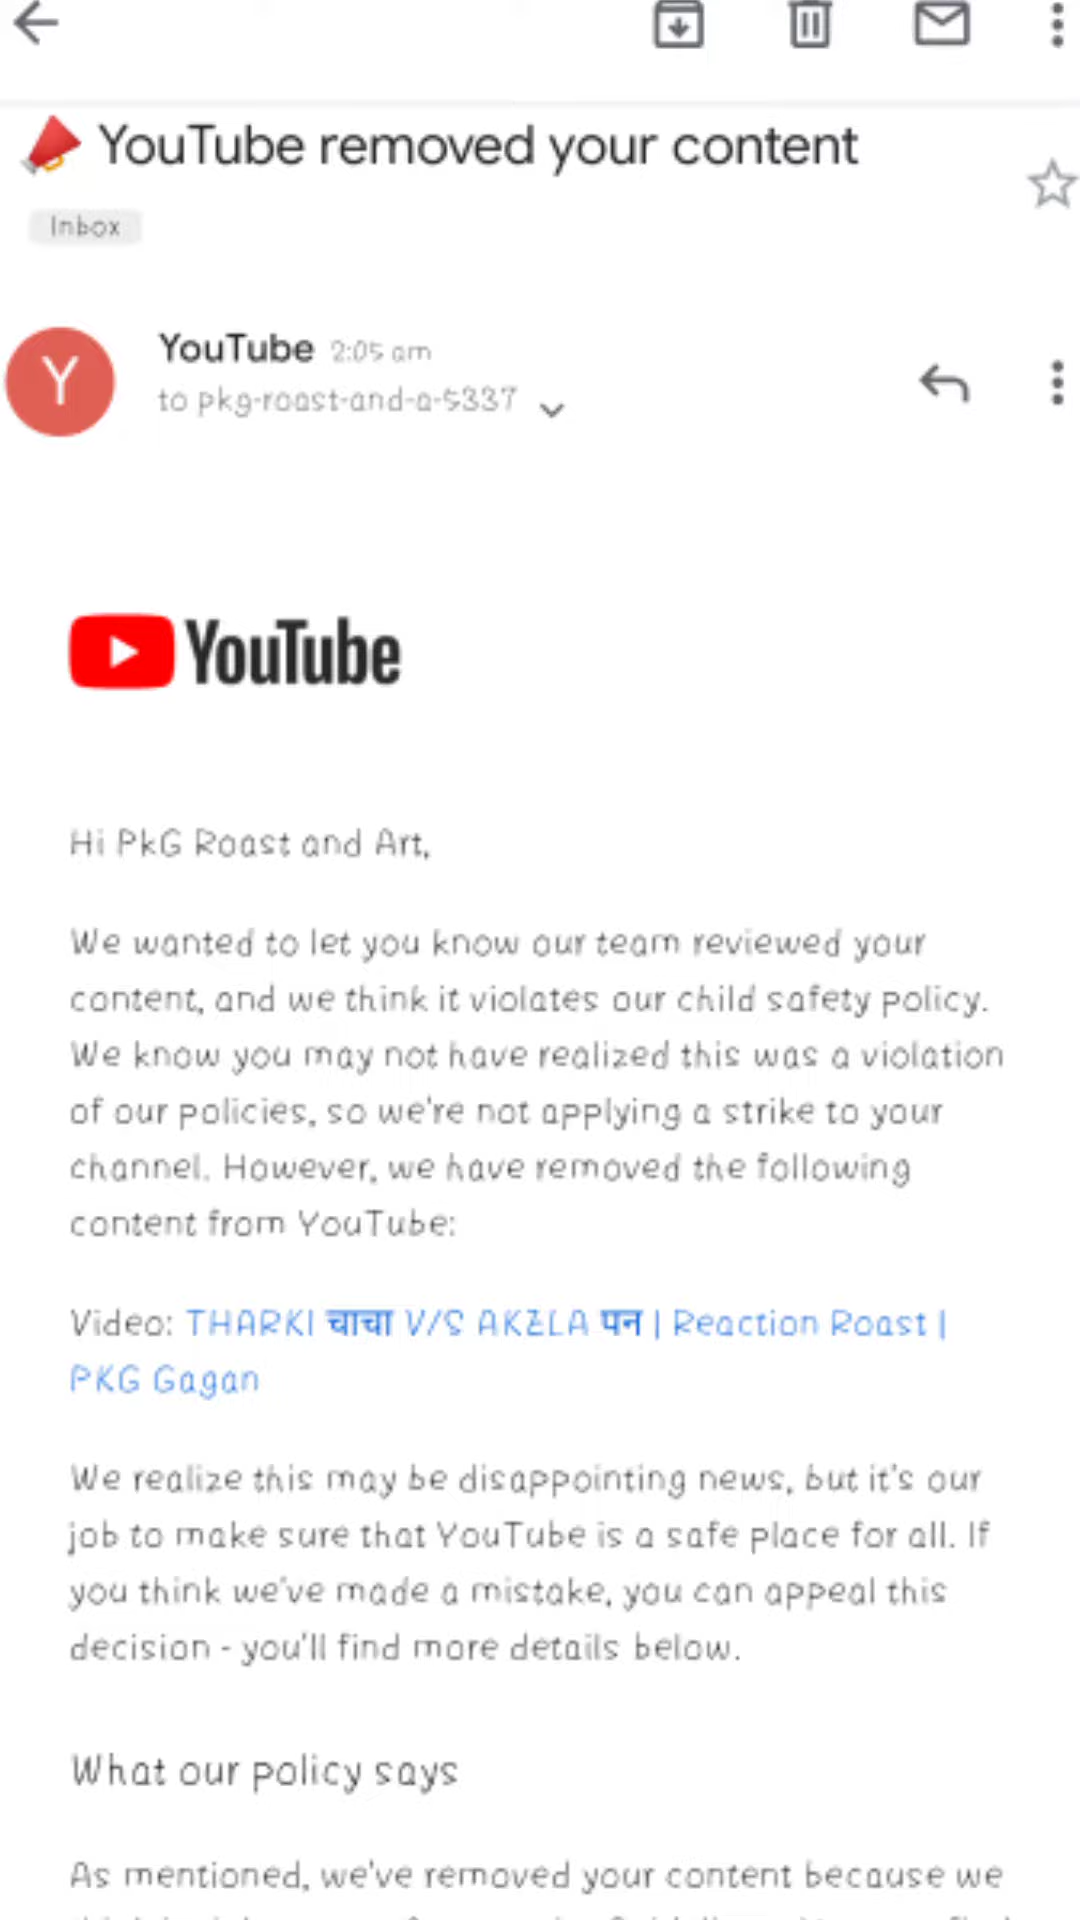 YouTube removed your content
Inbox
YouTube 2:05 am
to pkg-roast-and-a-5337
Y
YouTube
Hi PkG Roast and Art,
We wanted to let you know our team reviewed your
content, and we think it violates our child safety policy.
We know you may not have realized this was a violation
of our policies, so we're not applying a strike to your
channel. However, we have removed the following
content from YouTube:
Video: THARKI चाचा V/S AKELA पन | Reaction Roast |
PKG Gagan
We realize this may be disappointing news, but it's our
job to make sure that YouTube is a safe place for all. If
you think we've made a mistake, you can appeal this
decision - you'll find more details below.
What our policy says
As mentioned, we've removed your content because we